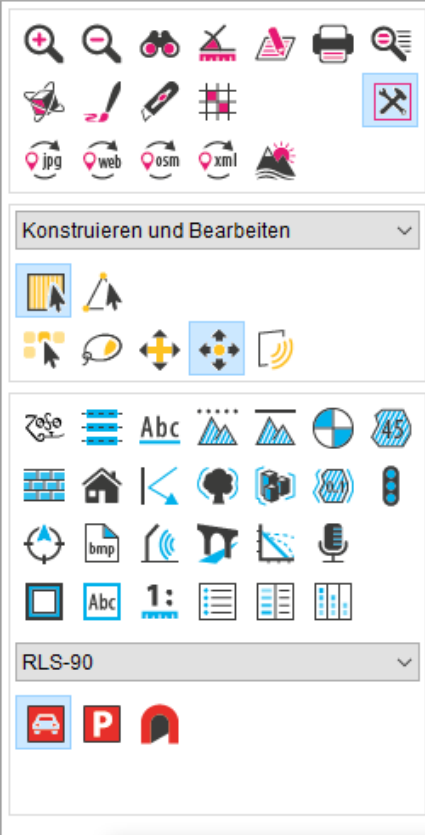 jpg web osm xml
Konstruieren und Bearbeiten
Abc 45
bmp
Abc 1:
RLS-90
P